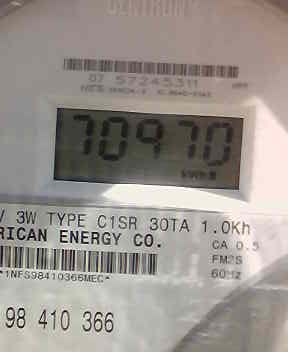 CENTRON
07 57245311
70970
kWh
V 3W TYPE C1SR 30TA 1.0Kh
RICAN ENERGY CO.
CA 0.5
FM2S
60Hz
*1NFS98410366MEC*
98 410 366